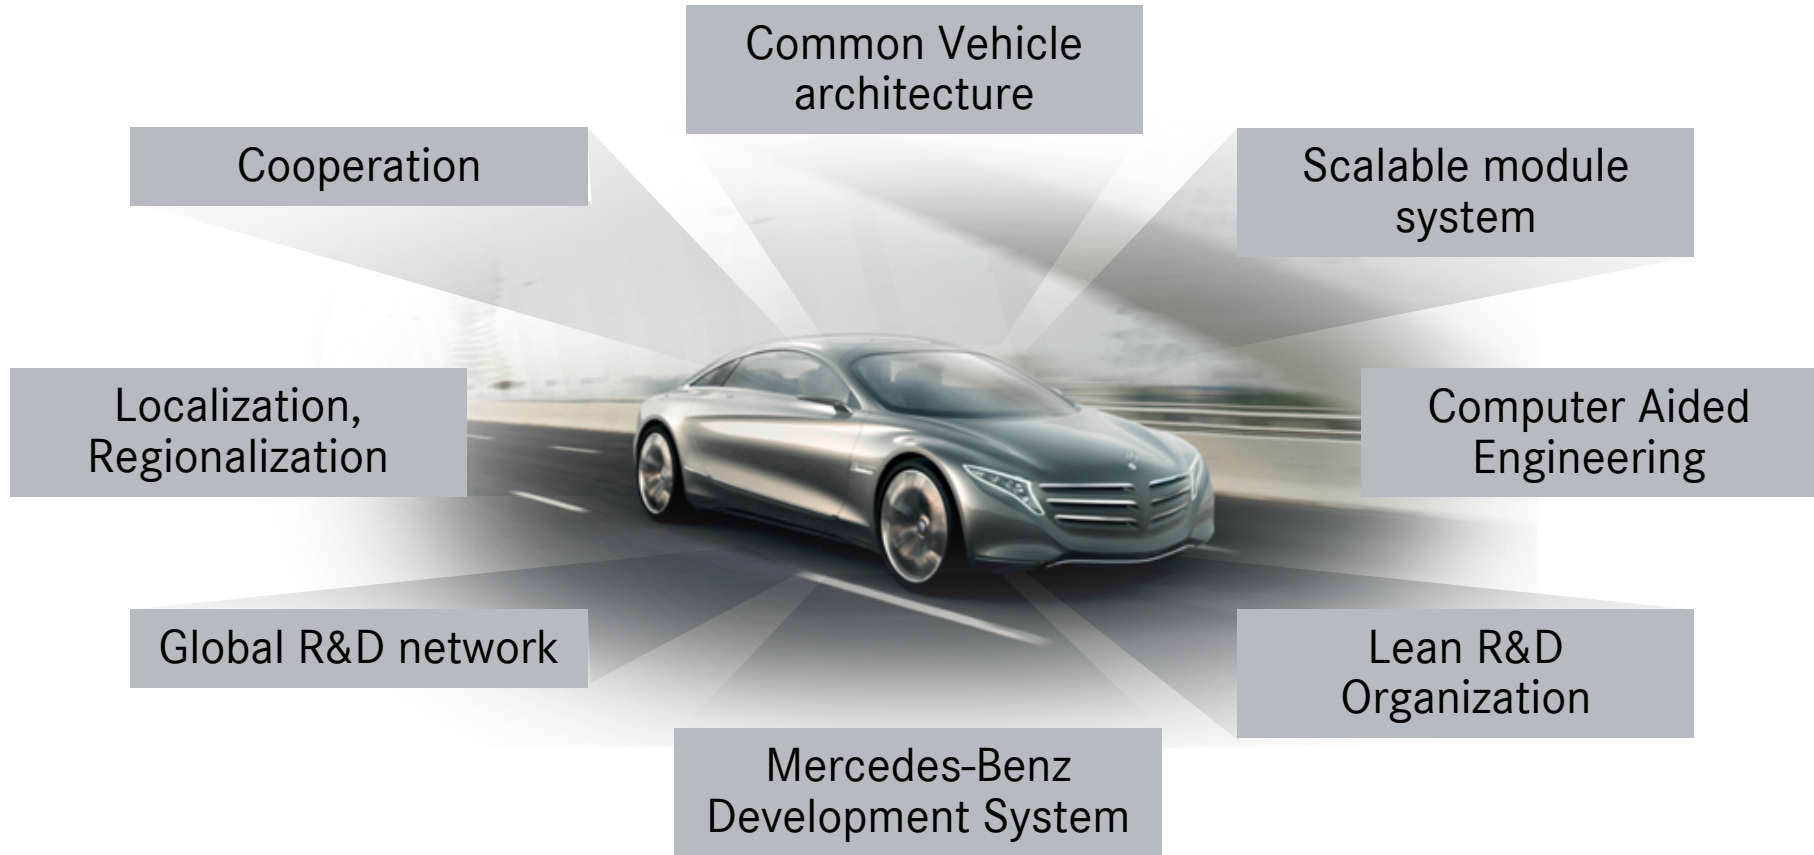 Common Vehicle
architecture
Cooperation
Scalable module
system
Localization,
Regionalization
Computer Aided
Engineering
Global R&D network
Lean R&D
Organization
Mercedes-Benz
Development System